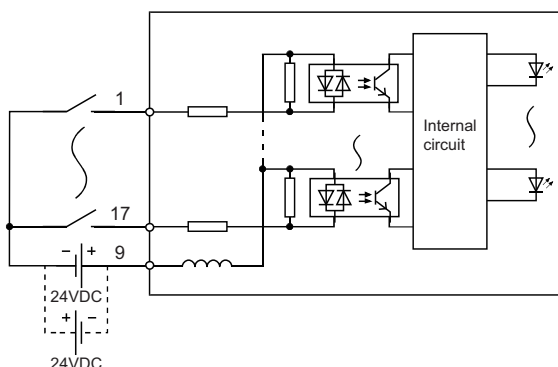 1
Internal
circuit
17
− + 9
24VDC
+ −
24VDC